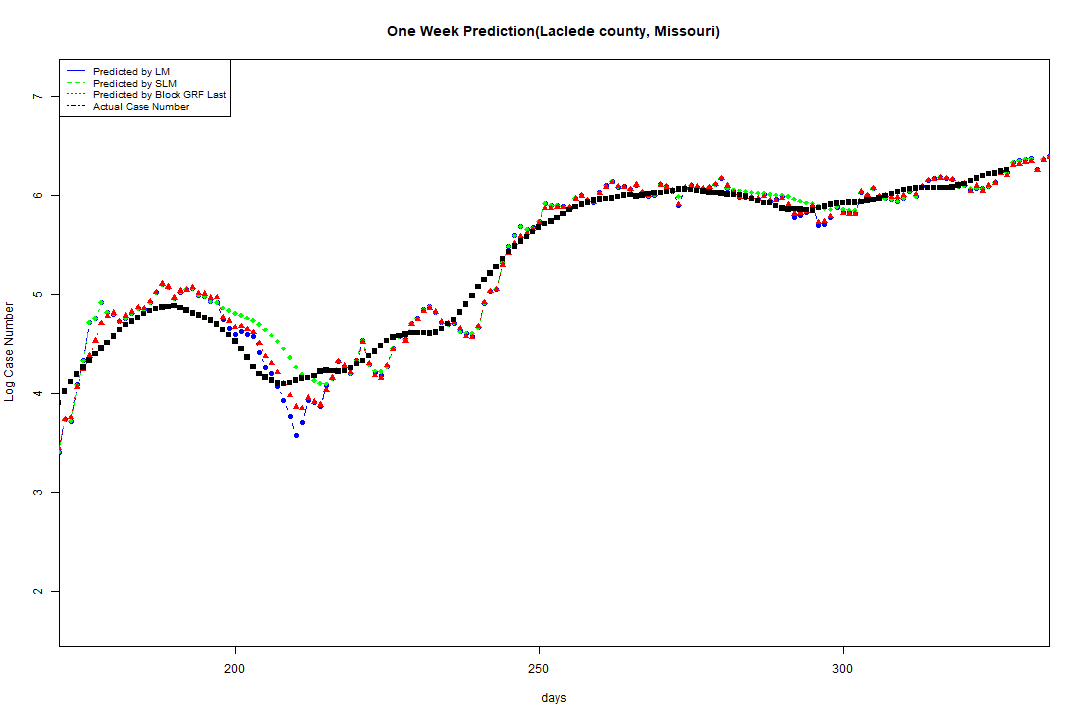 One Week Prediction(Laclede county, Missouri)
Predicted by LM
Predicted by SLM
Predicted by Block GRF Last
Actual Case Number
7
6
5
4
3
2
Log Case Number
200 250 300
days